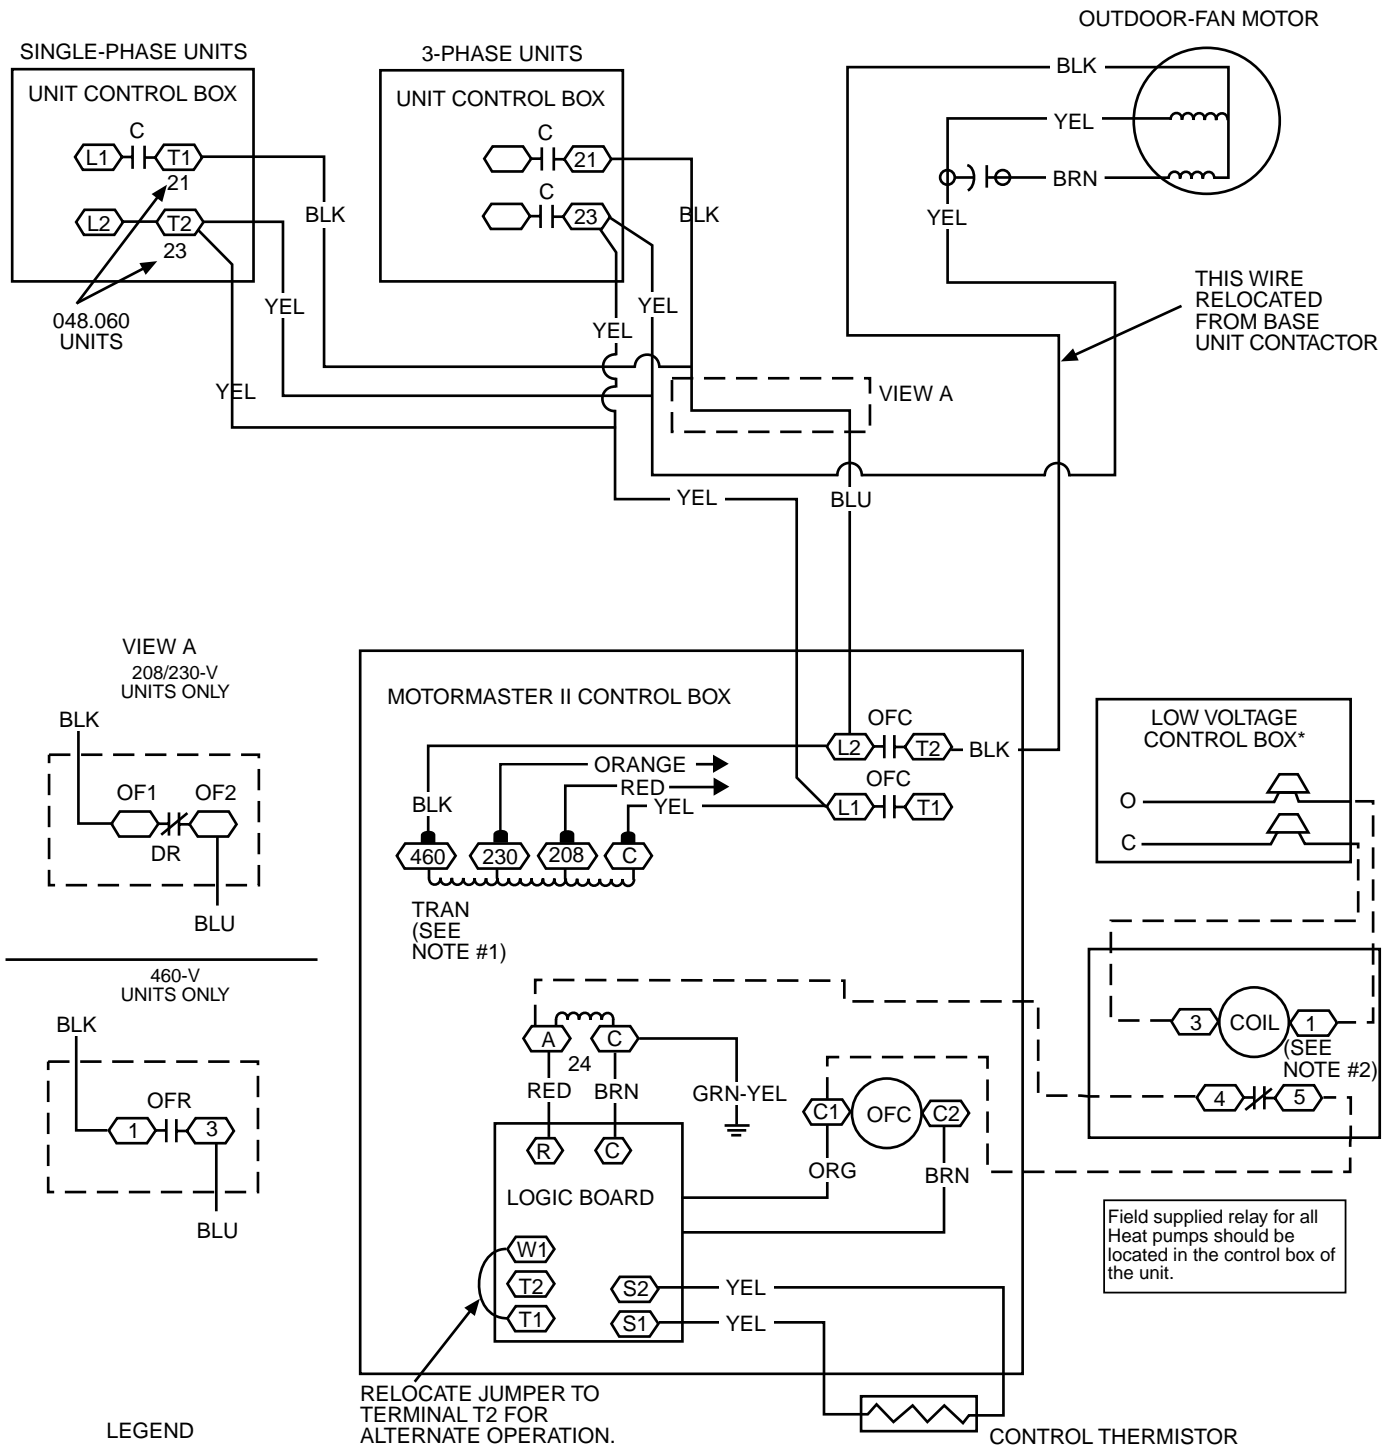 OUTDOOR-FAN MOTOR
SINGLE-PHASE UNITS
3-PHASE UNITS
UNIT CONTROL BOX
C
L1
T1
21
L2
T2
23
048.060
UNITS
BLK
YEL
YEL
UNIT CONTROL BOX
C
21
C
23
BLK
YEL
YEL
BLK
YEL
BRN
YEL
THIS WIRE
RELOCATED
FROM BASE
UNIT CONTACTOR
VIEW A
YEL
BLU
VIEW A
208/230-V
UNITS ONLY
BLK
OF1
OF2
DR
BLU
460-V
UNITS ONLY
BLK
OFR
1
3
BLU
LEGEND
MOTORMASTER II CONTROL BOX
OFC
L2
T2
BLK
ORANGE
OFC
RED
BLK
YEL
L1
T1
460
230
208
C
TRAN
(SEE
NOTE #1)
A
C
24
RED
BRN
GRN-YEL
C1
OFC
C2
R
C
ORG
BRN
LOGIC BOARD
W1
T2
T1
S2
YEL
S1
YEL
RELOCATE JUMPER TO
TERMINAL T2 FOR
ALTERNATE OPERATION.
CONTROL THERMISTOR
LOW VOLTAGE
CONTROL BOX*
O
C
3
COIL
1
(SEE
NOTE #2)
4
5
Field supplied relay for all
Heat pumps should be
located in the control box of
the unit.